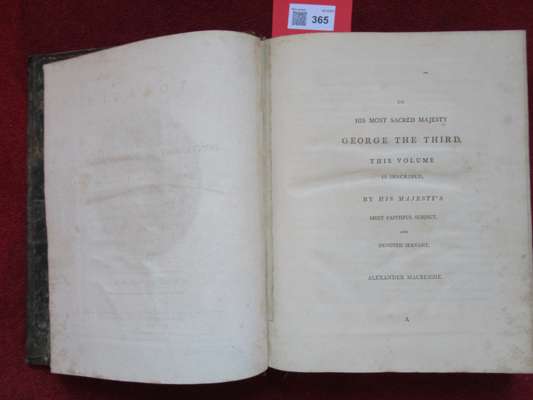 365
TO
HIS MOST SACRED MAJESTY
GEORGE THE THIRD,
THIS VOLUME
IS INSCRIBED,
BY HIS MAJESTY'S
MOST FAITHFUL SUBJECT,
AND
DEVOTED SERVANT,
ALEXANDER MACKENZIE.